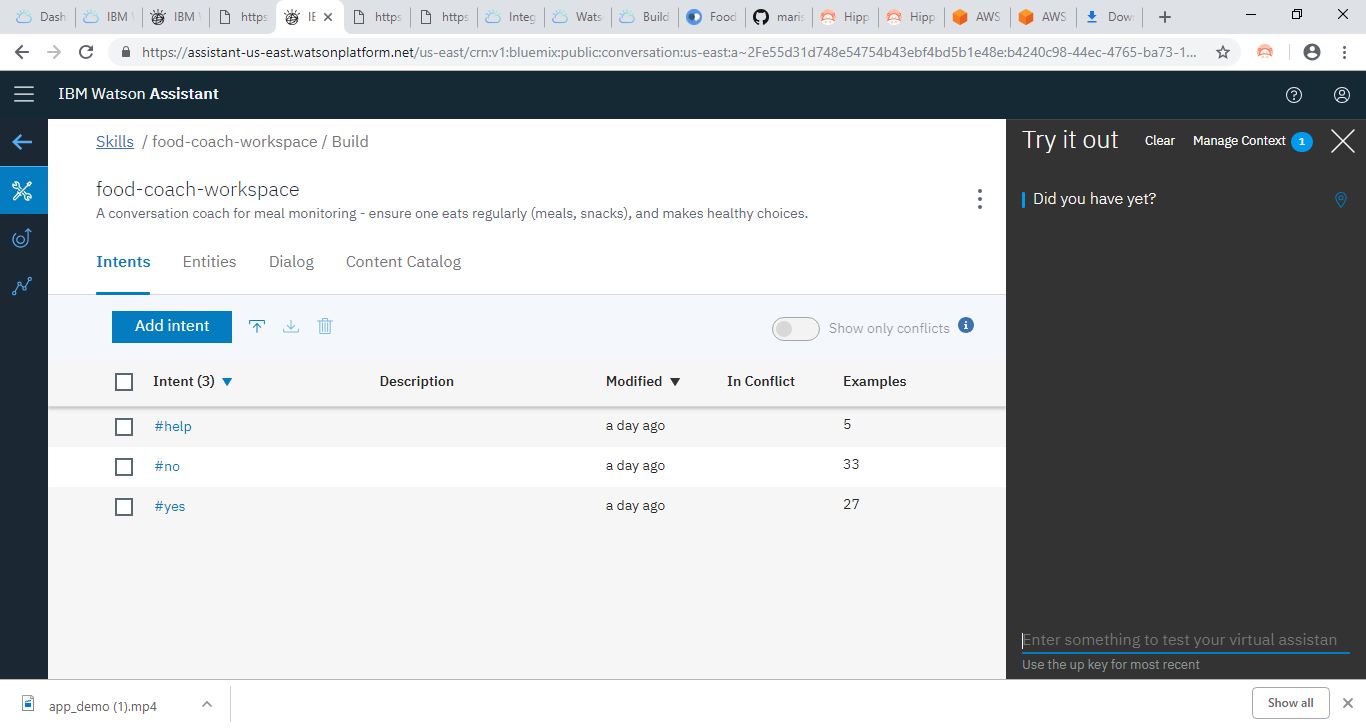 Dash
IBM
IBM
https
IE
https
https
Integ
Wats
Build
Food
maris
Hipp
Hipp
AWS
AWS
Dow
https://assistant-us-east.watsonplatform.net/us-east/crn:v1:bluemix:public:conversation:us-east:a~2Fe55d31d748e54754b43ebf4bd5b1e48e:b4240c98-44ec-4765-ba73-1...
IBM Watson Assistant
Skills / food-coach-workspace / Build
food-coach-workspace
A conversation coach for meal monitoring - ensure one eats regularly (meals, snacks), and makes healthy choices.
Intents Entities Dialog Content Catalog
Add intent
Show only conflicts
Intent (3) ▼ Description Modified ▼ In Conflict Examples
#help a day ago 5
#no a day ago 33
#yes a day ago 27
Try it out Clear Manage Context 1
Did you have yet?
Enter something to test your virtual assistan
Use the up key for most recent
app_demo (1).mp4
Show all